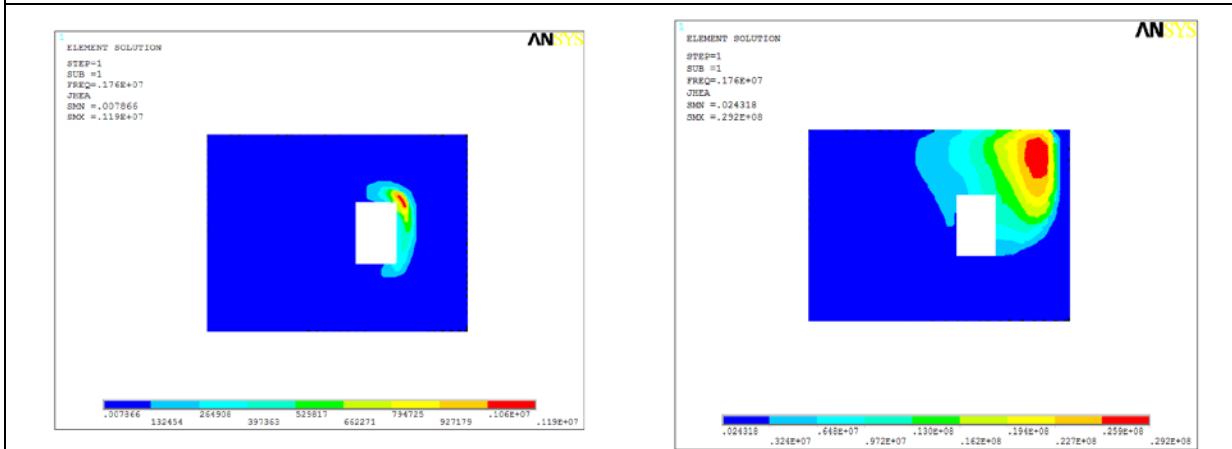 1
ANSYS
ELEMENT SOLUTION
STEP=1
SUB =1
FREQ=.176E+07
JHEA
SMN =.007866
SMX =.119E+07
.007866 264908 529817 794725 .106E+07
132454 397363 662271 927179 .119E+07
1
ANSYS
ELEMENT SOLUTION
STEP=1
SUB =1
FREQ=.176E+07
JHEA
SMN =.024318
SMX =.292E+08
.024318 .648E+07 .130E+08 .194E+08 .259E+08
.324E+07 .972E+07 .162E+08 .227E+08 .292E+08